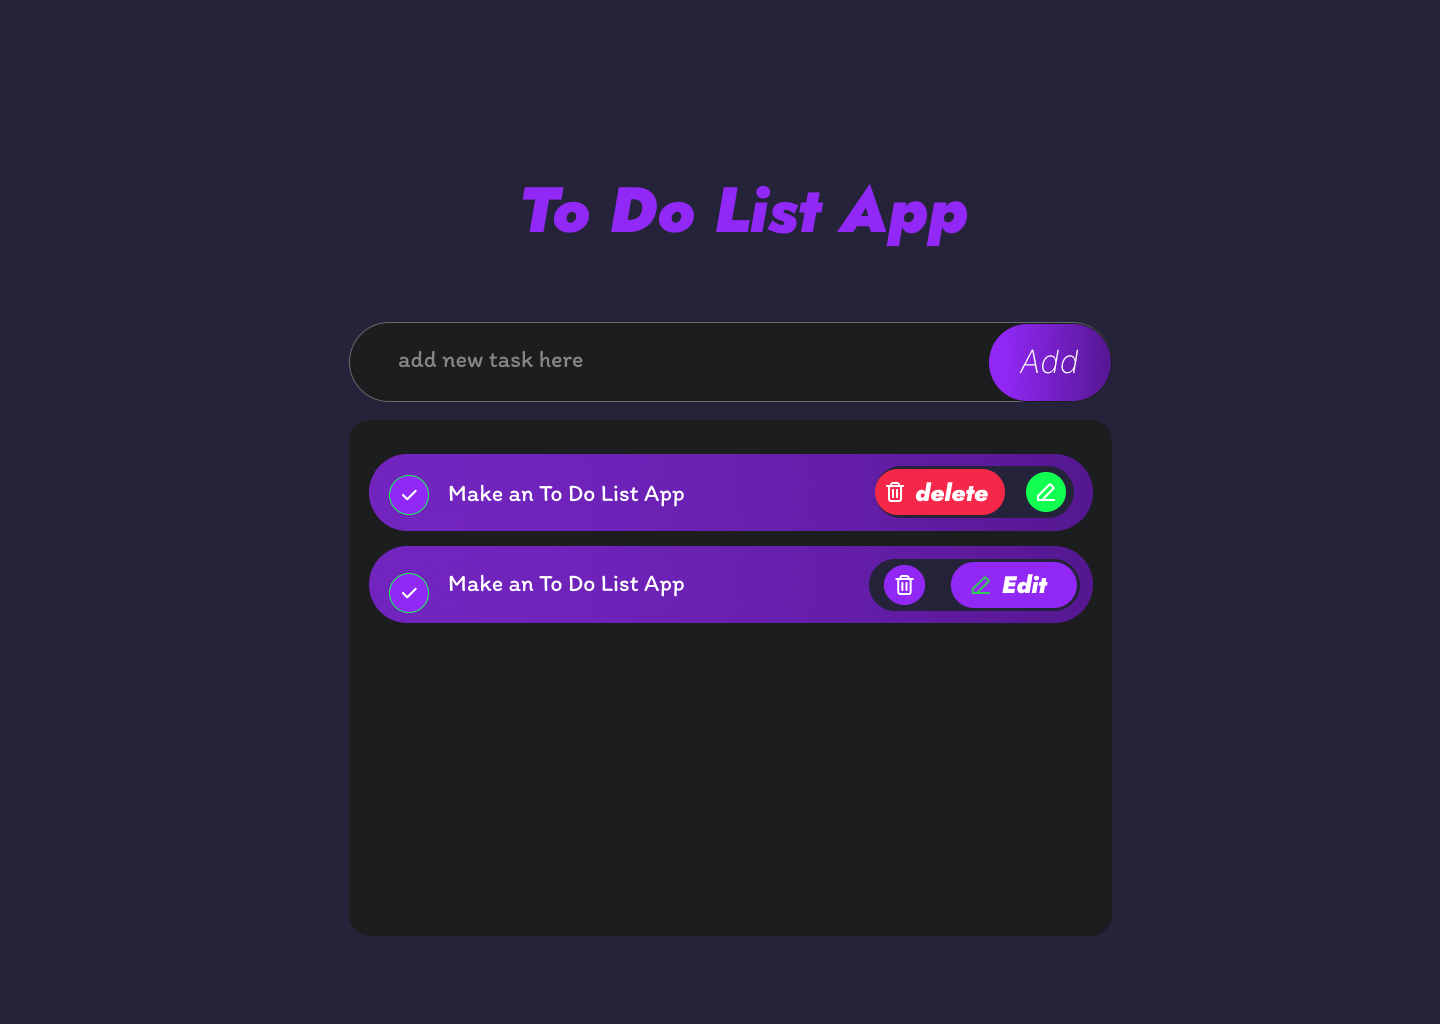 To Do List App
add new task here
Add
Make an To Do List App
delete
Make an To Do List App
Edit